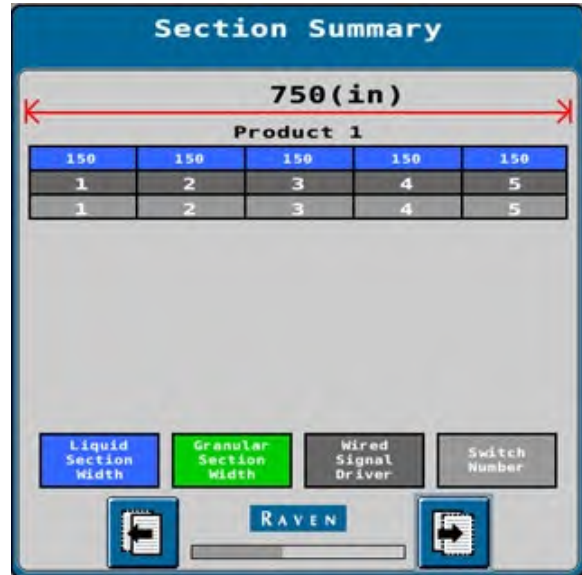 Section Summary
750(in)
Product 1
150 150 150 150 150
1 2 3 4 5
1 2 3 4 5
Liquid Section Width
Granular Section Width
Wired Signal Driver
Switch Number
RAVEN